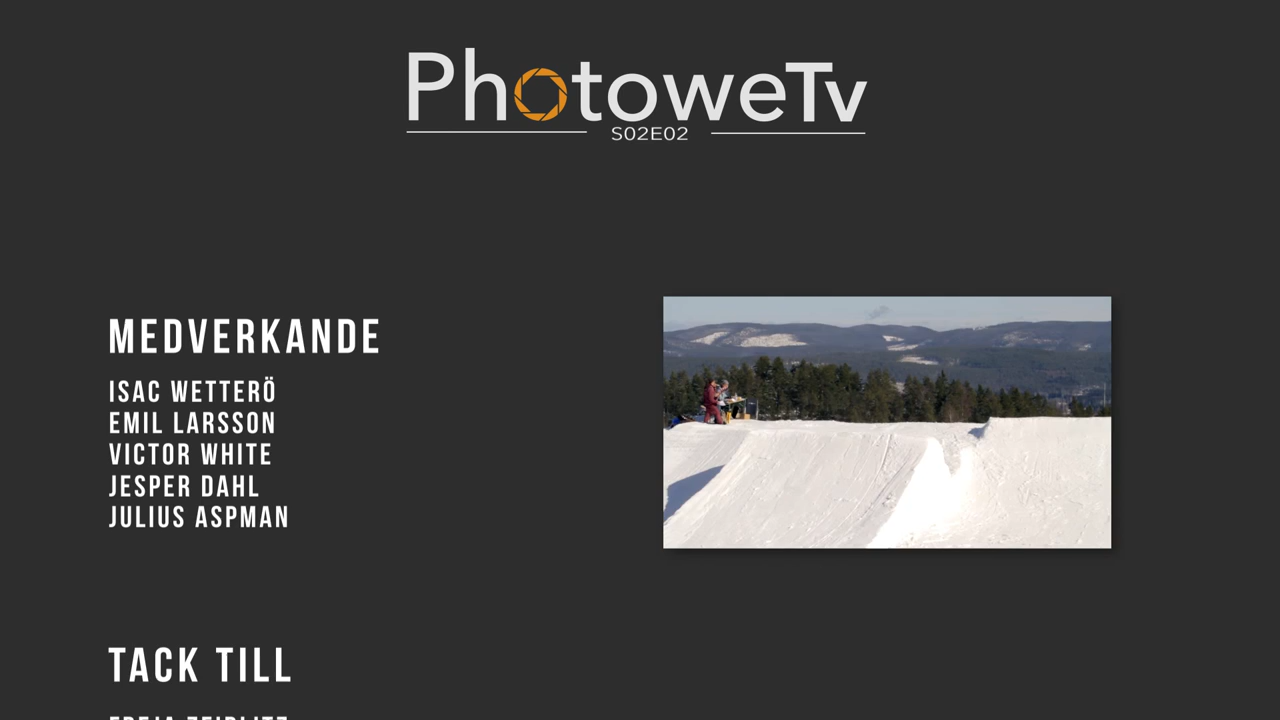 PhotoweTv
S02E02
MEDVERKANDE
ISAC WETTERÖ
EMIL LARSSON
VICTOR WHITE
JESPER DAHL
JULIUS ASPMAN
TACK TILL